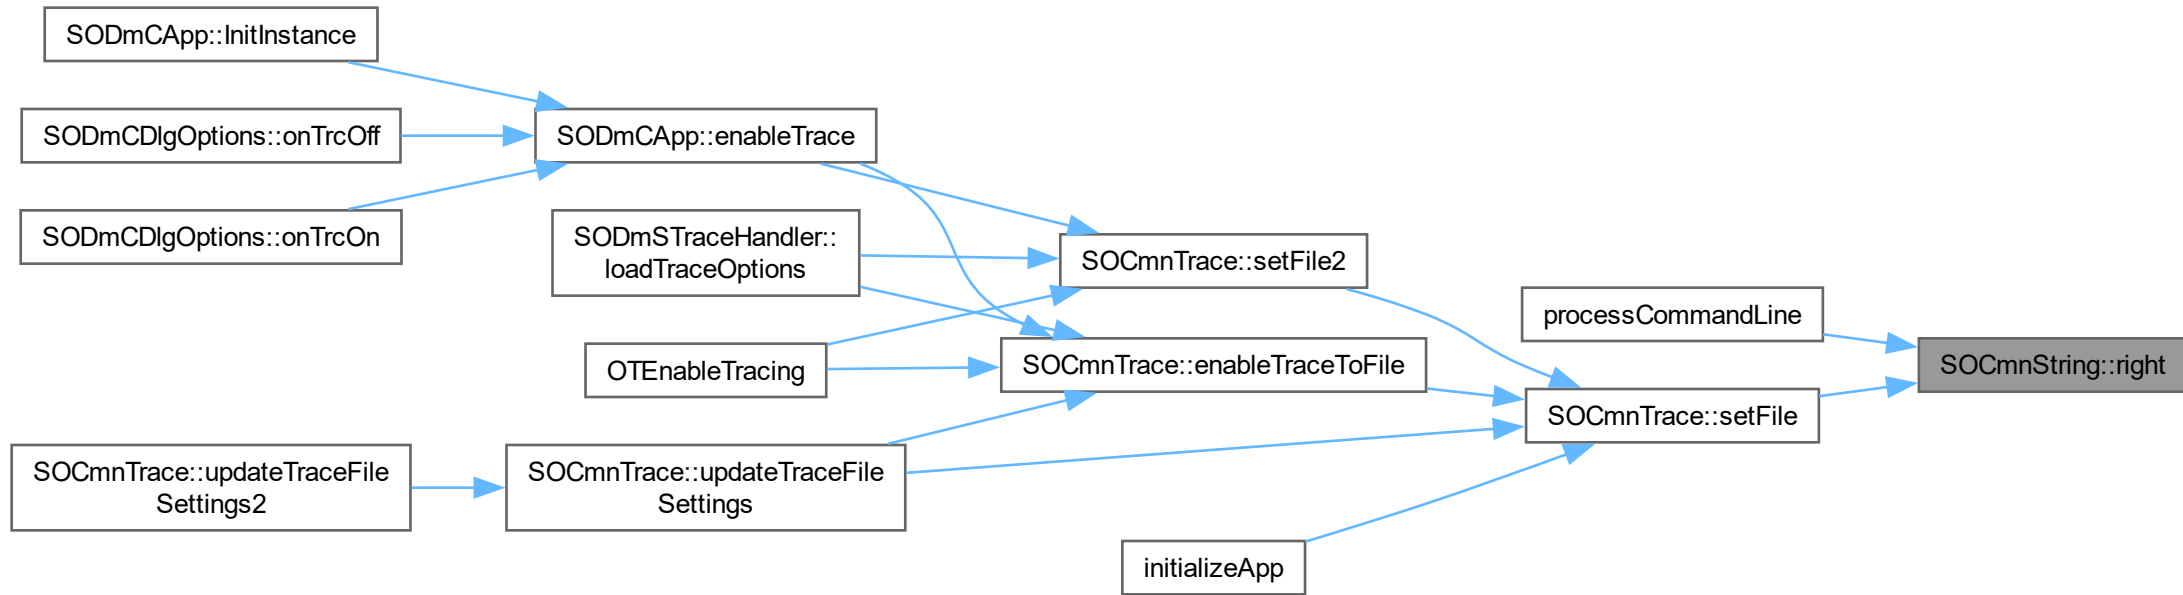 SODmCApp::InitInstance
SODmCDlgOptions::onTrcOff
SODmCApp::enableTrace
SODmCDlgOptions::onTrcOn
SODmSTraceHandler::
loadTraceOptions
SOCmnTrace::setFile2
processCommandLine
OTEnableTracing
SOCmnTrace::enableTraceToFile
SOCmnString::right
SOCmnTrace::setFile
SOCmnTrace::updateTraceFile
Settings2
SOCmnTrace::updateTraceFile
Settings
initializeApp